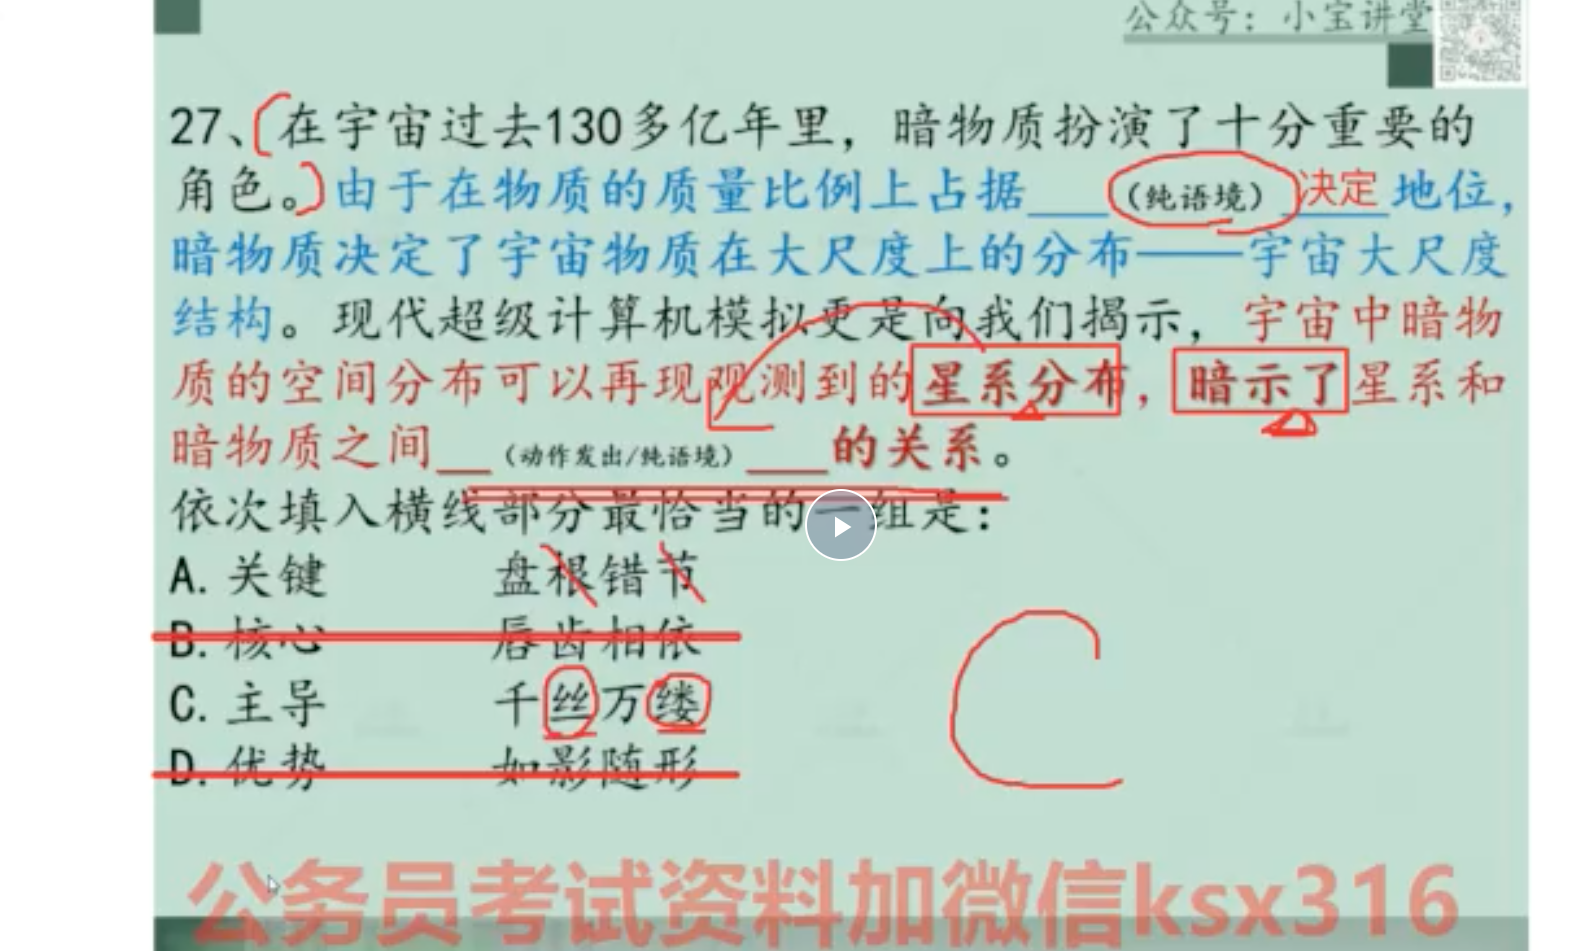 公众号：小宝讲堂
27、在宇宙过去130多亿年里，暗物质扮演了十分重要的
角色。由于在物质的质量比例上占据____（纯语境）____决定地位，
暗物质决定了宇宙物质在大尺度上的分布——宇宙大尺度
结构。现代超级计算机模拟更是向我们揭示，宇宙中暗物
质的空间分布可以再现观测到的星系分布，暗示了星系和
暗物质之间__（动作发出/纯语境）___的关系。
依次填入横线部分最恰当的一组是：
A.关键 盘根错节
B.核心 唇齿相依
C.主导 千丝万缕
D.优势 如影随形
C
公务员考试资料加微信ksx316